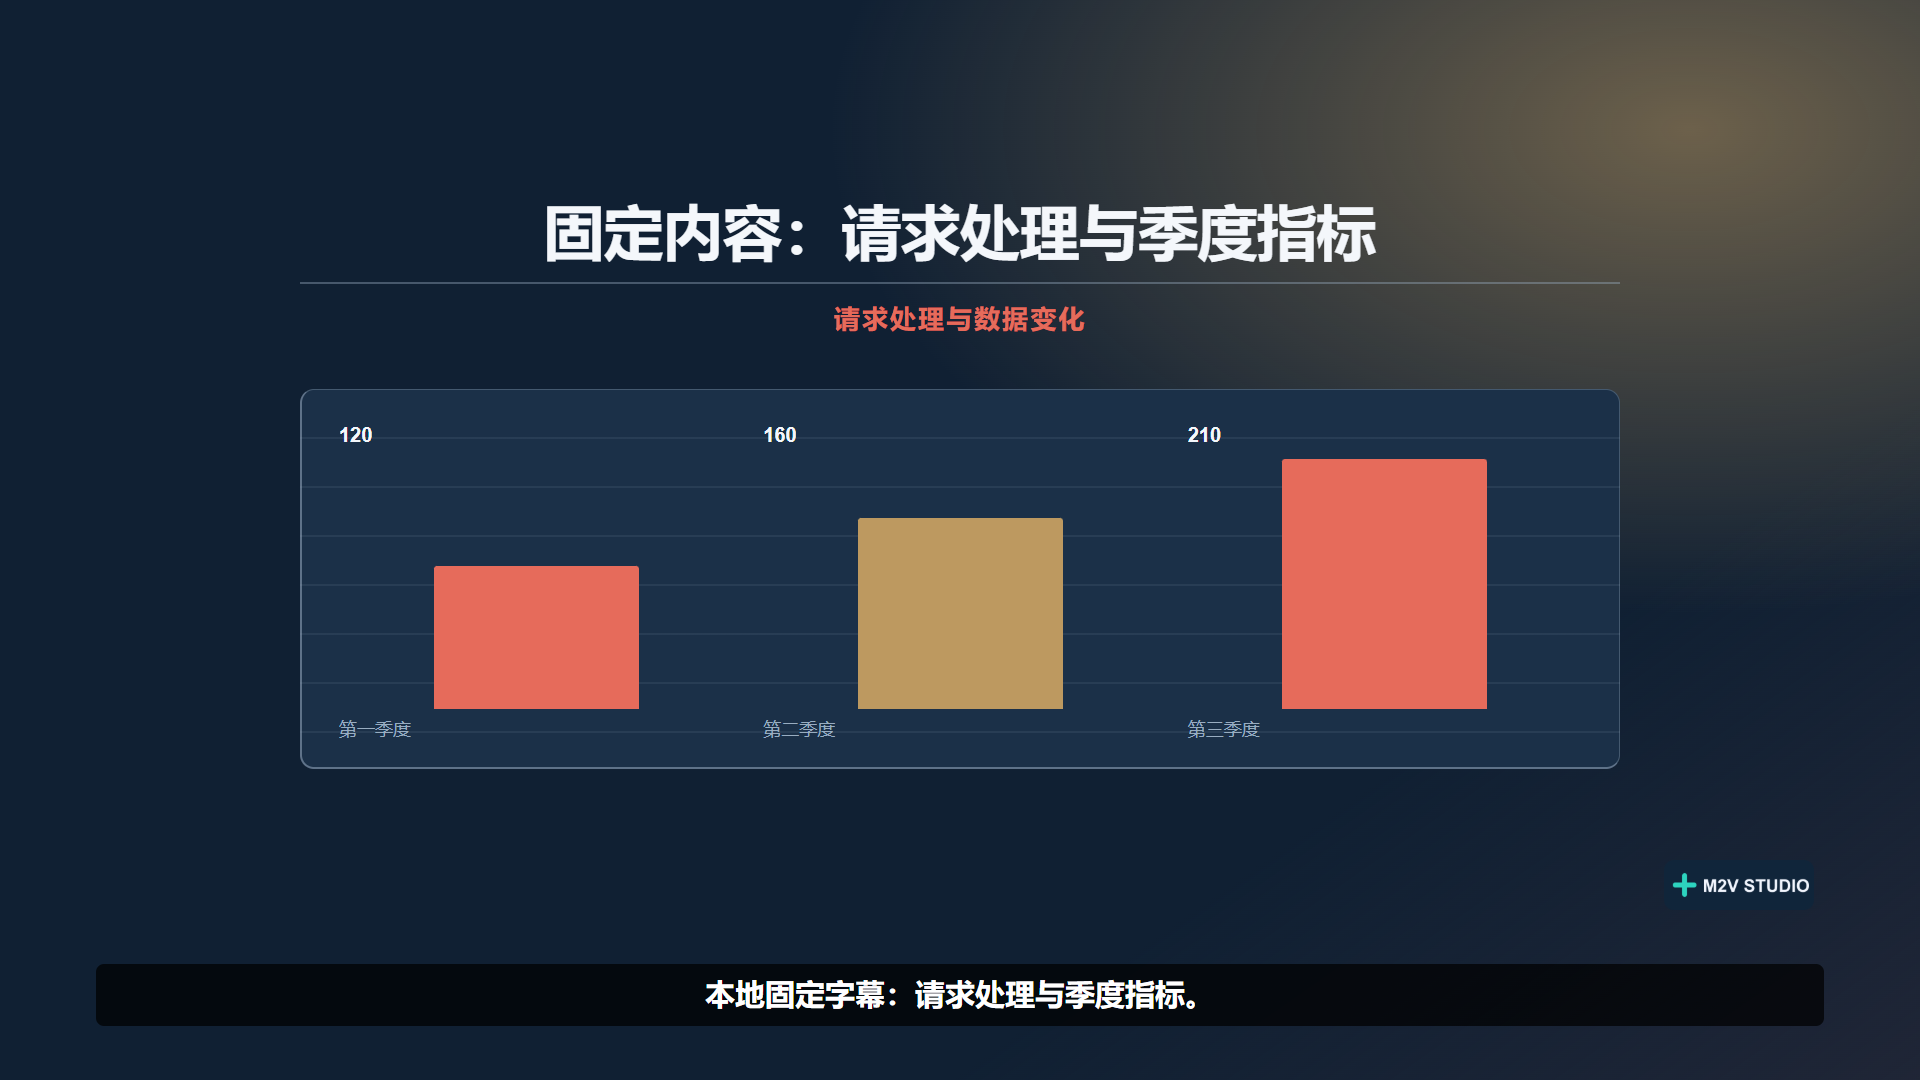 固定内容：请求处理与季度指标
请求处理与数据变化
120
160
210
第一季度
第二季度
第三季度
M2V STUDIO
本地固定字幕：请求处理与季度指标。